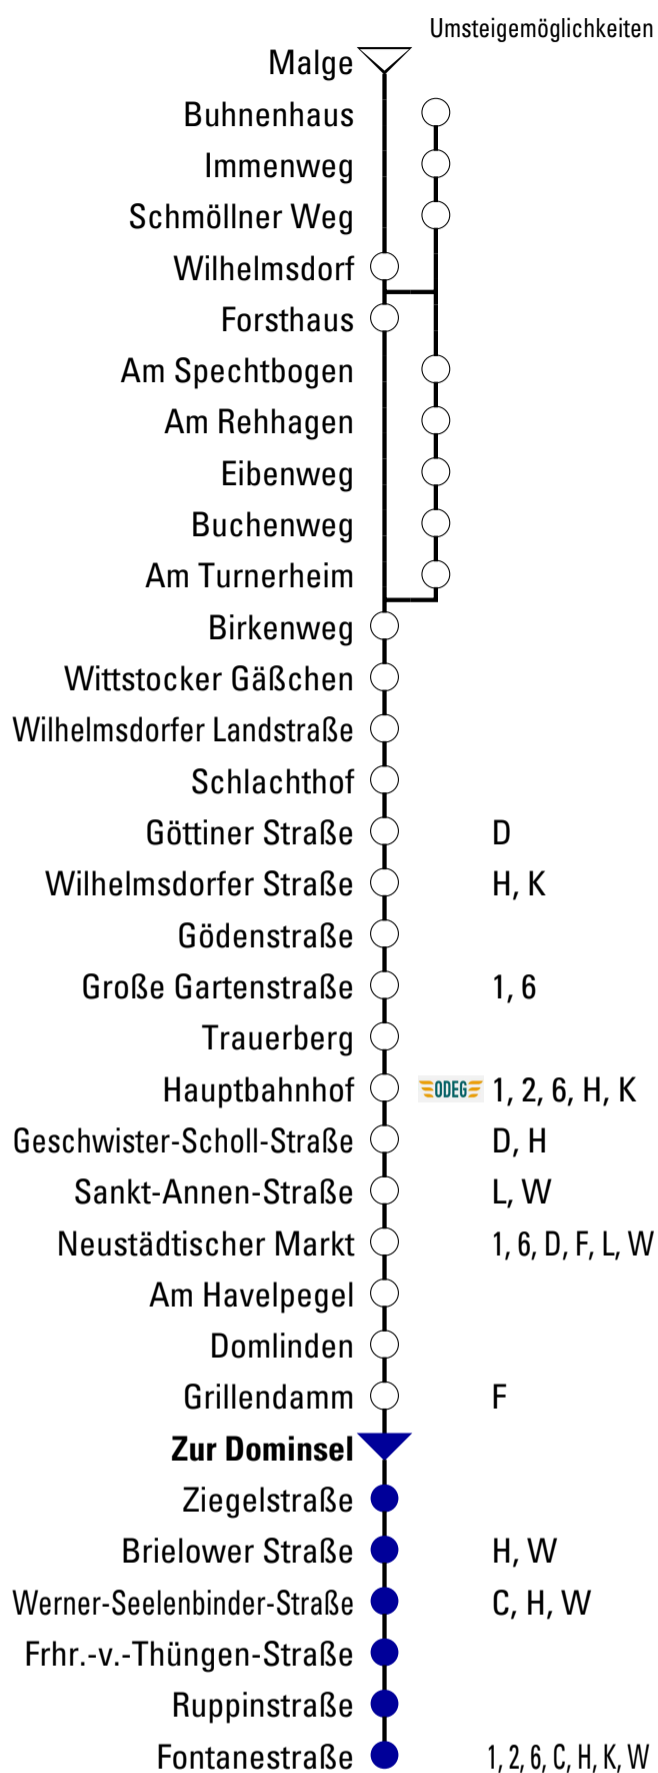 Umsteigemöglichkeiten
Malge
Buhnenhaus
Immenweg
Schmöllner Weg
Wilhelmsdorf
Forsthaus
Am Spechtbogen
Am Rehhagen
Eibenweg
Buchenweg
Am Turnerheim
Birkenweg
Wittstocker Gäßchen
Wilhelmsdorfer Landstraße
Schlachthof
Göttiner Straße D
Wilhelmsdorfer Straße H, K
Gödenstraße
Große Gartenstraße 1, 6
Trauerberg
Hauptbahnhof ODEG 1, 2, 6, H, K
Geschwister-Scholl-Straße D, H
Sankt-Annen-Straße L, W
Neustädtischer Markt 1, 6, D, F, L, W
Am Havelpegel
Domlinden
Grillendamm F
Zur Dominsel
Ziegelstraße
Brielower Straße H, W
Werner-Seelenbinder-Straße C, H, W
Frhr.-v.-Thüngen-Straße
Ruppinstraße
Fontanestraße 1, 2, 6, C, H, K, W